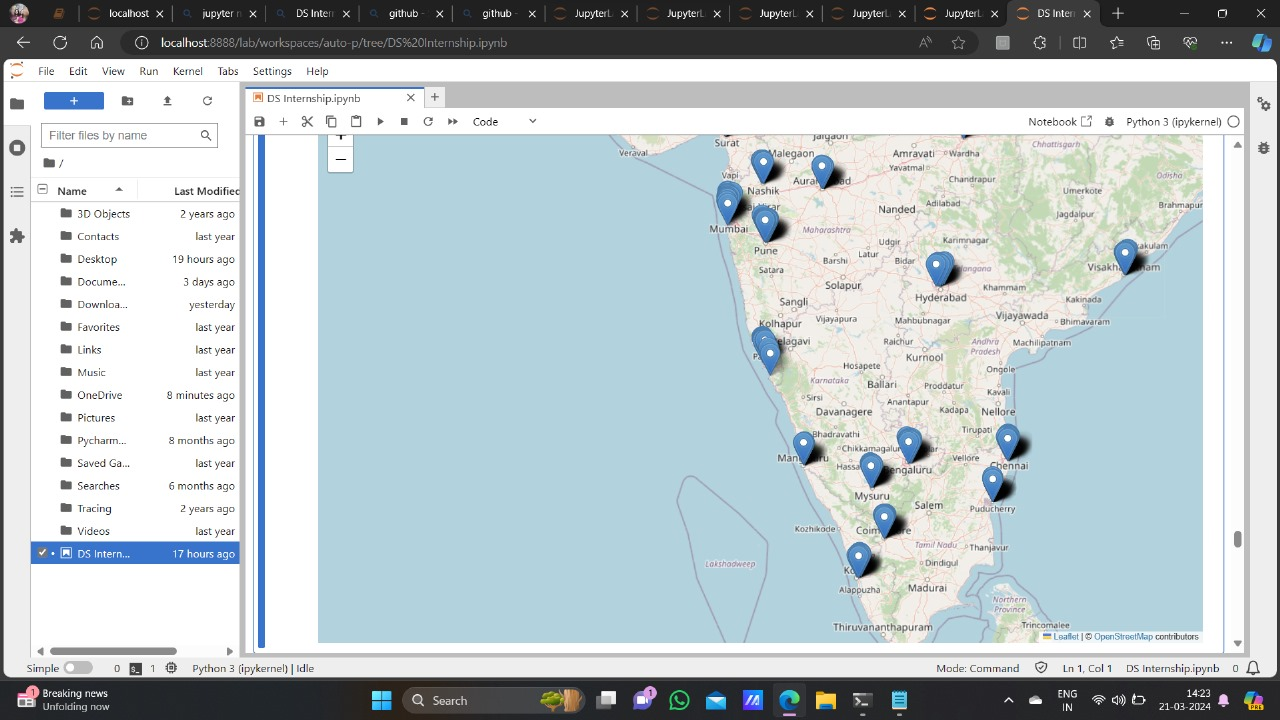 localhost
jupyter n
DS Intern
github -
github -
JupyterL
JupyterL
JupyterL
JupyterL
JupyterL
DS Intern
localhost:8888/lab/workspaces/auto-p/tree/DS%20Internship.ipynb
File Edit View Run Kernel Tabs Settings Help
DS Internship.ipynb
Filter files by name
Code
Notebook
Python 3 (ipykernel)
/
Name Last Modified
3D Objects 2 years ago
Contacts last year
Desktop 19 hours ago
Docume... 3 days ago
Downloa... yesterday
Favorites last year
Links last year
Music last year
OneDrive 8 minutes ago
Pictures last year
Pycharm... 8 months ago
Saved Ga... last year
Searches 6 months ago
Tracing 2 years ago
Videos last year
DS Intern... 17 hours ago
+
−
Surat
Jalgaon
Amravati
Wardha
Chhattisgarh
Veraval
Malegaon
Yavatmal
Chandrapur
Odisha
Vapi
Nashik
Umerkote
Brahmapur
Nanded
Adilabad
Jagdalpur
Mumbai
Maharashtra
Pune
Udgir
Karimnagar
Barshi
Latur
Bidar
Satara
Solapur
Khammam
Hyderabad
Kakinada
Sangli
Vijayapura
Mahbubnagar
Vijayawada
Bhimavaram
Kolhapur
Raichur
Andhra
Pradesh
Machilipatnam
Kurnool
Hosapete
Ongole
Karnataka
Ballari
Proddatur
Kavali
Sirsi
Anantapur
Kadapa
Nellore
Davanagere
Bhadravathi
Tirupati
Chikkamagaluru
Vellore
Chennai
Mysuru
Salem
Puducherry
Kozhikode
Tamil Nadu
Thanjavur
Lakshadweep
Dindigul
Alappuzha
Madurai
Northern
Province
Thiruvananthapuram
Trincomalee
Leaflet | © OpenStreetMap contributors
Simple 0 1 Python 3 (ipykernel) | Idle
Mode: Command Ln 1, Col 1 DS Internship.ipynb 0
1
Breaking news
Unfolding now
Search
1
ENG
IN
14:23
21-03-2024
PRE